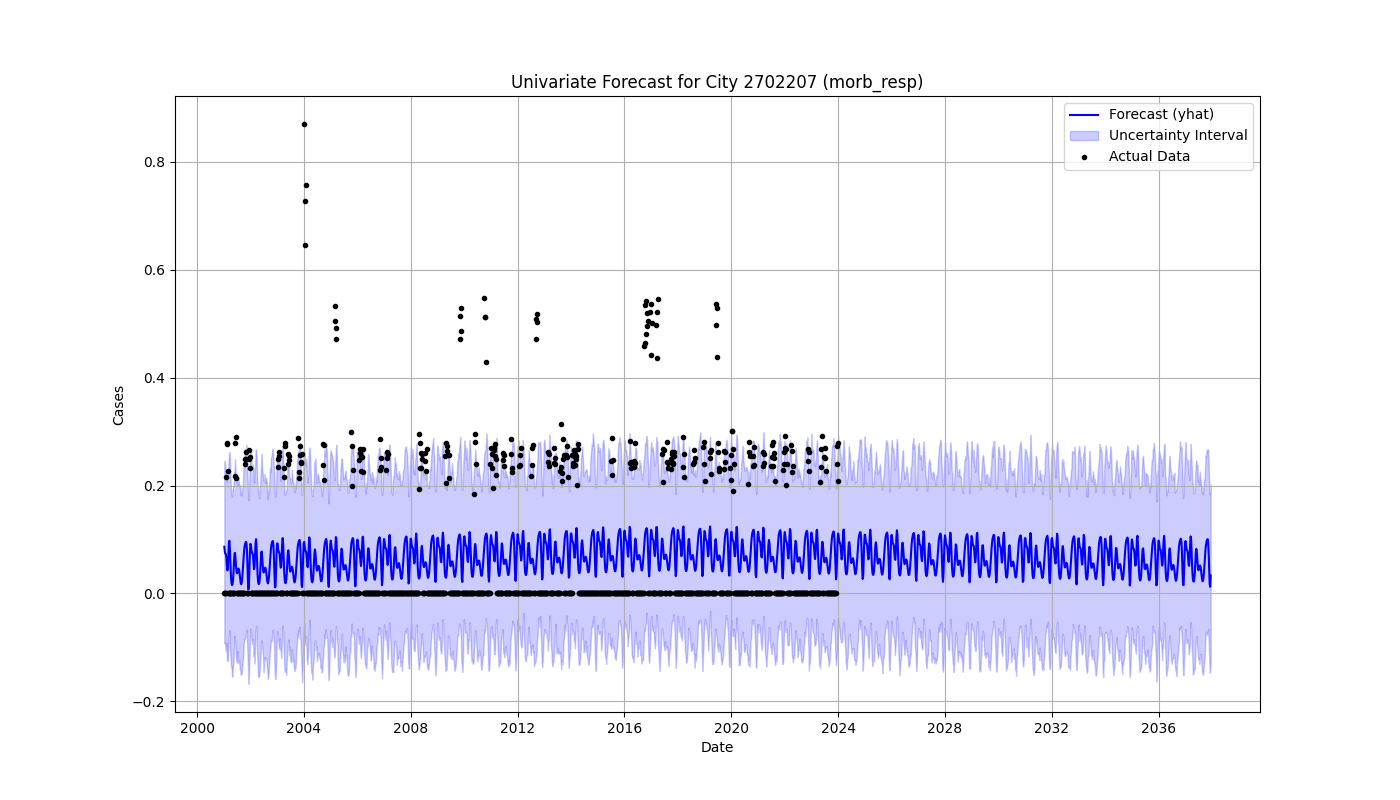 Univariate Forecast for City 2702207 (morb_resp)
Forecast (yhat)
Uncertainty Interval
Actual Data
Cases
0.8
0.6
0.4
0.2
0.0
−0.2
2000 2004 2008 2012 2016 2020 2024 2028 2032 2036
Date